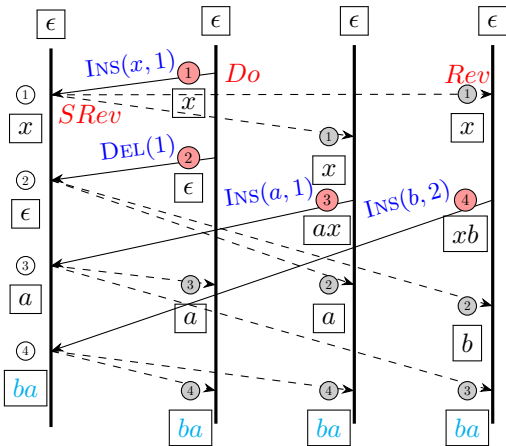 ϵ ϵ ϵ ϵ
INS(x, 1) 1 Do Rev
1 x 1
x SRev 1 x
DEL(1) 2 x
2 ϵ INS(a, 1) 3 INS(b, 2) 4
ϵ ax xb
3 3 2
a a a 2
4 b
ba 4 4 3
ba ba ba